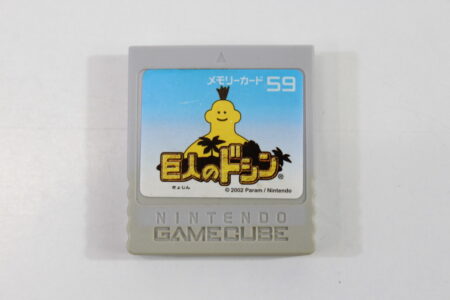 メモリーカード 59
巨人のドシン®
きょじん
© 2002 Param / Nintendo
NINTENDO
GAMECUBE